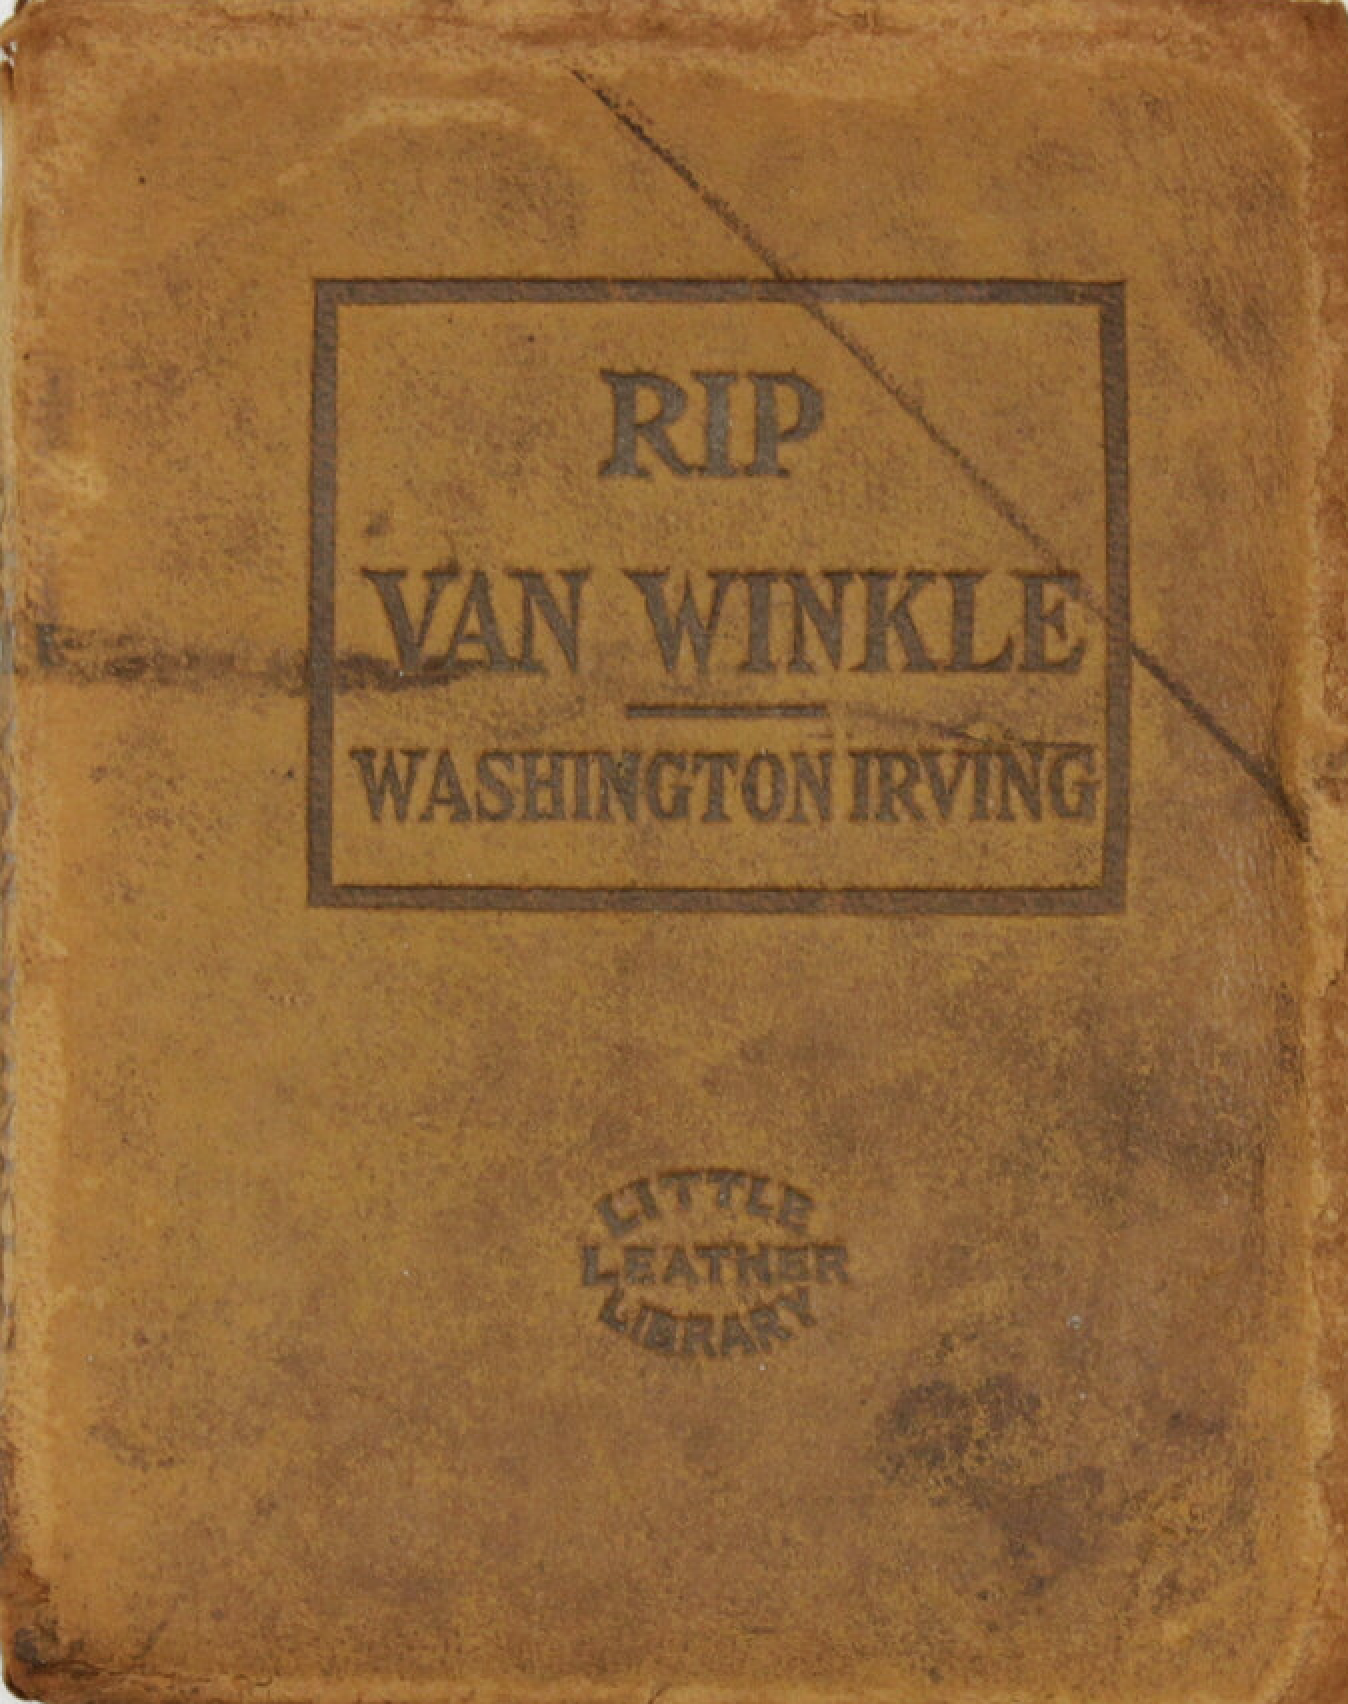 RIP
VAN WINKLE
WASHINGTON IRVING
LITTLE
LEATHER
LIBRARY